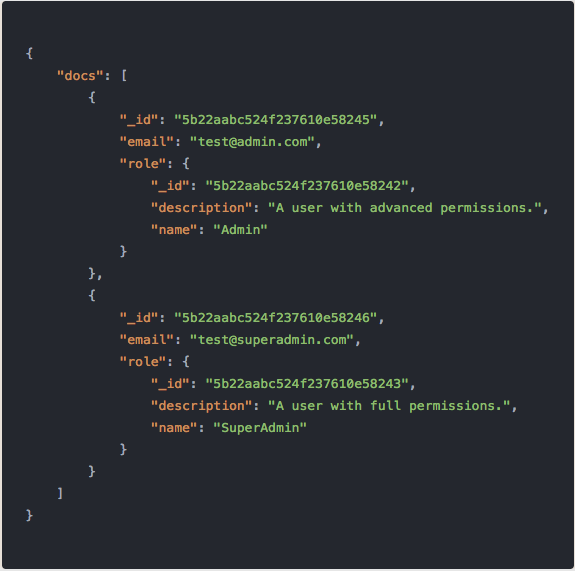 {
    "docs": [
        {
            "_id": "5b22aabc524f237610e58245",
            "email": "test@admin.com",
            "role": {
                "_id": "5b22aabc524f237610e58242",
                "description": "A user with advanced permissions.",
                "name": "Admin"
            }
        },
        {
            "_id": "5b22aabc524f237610e58246",
            "email": "test@superadmin.com",
            "role": {
                "_id": "5b22aabc524f237610e58243",
                "description": "A user with full permissions.",
                "name": "SuperAdmin"
            }
        }
    ]
}